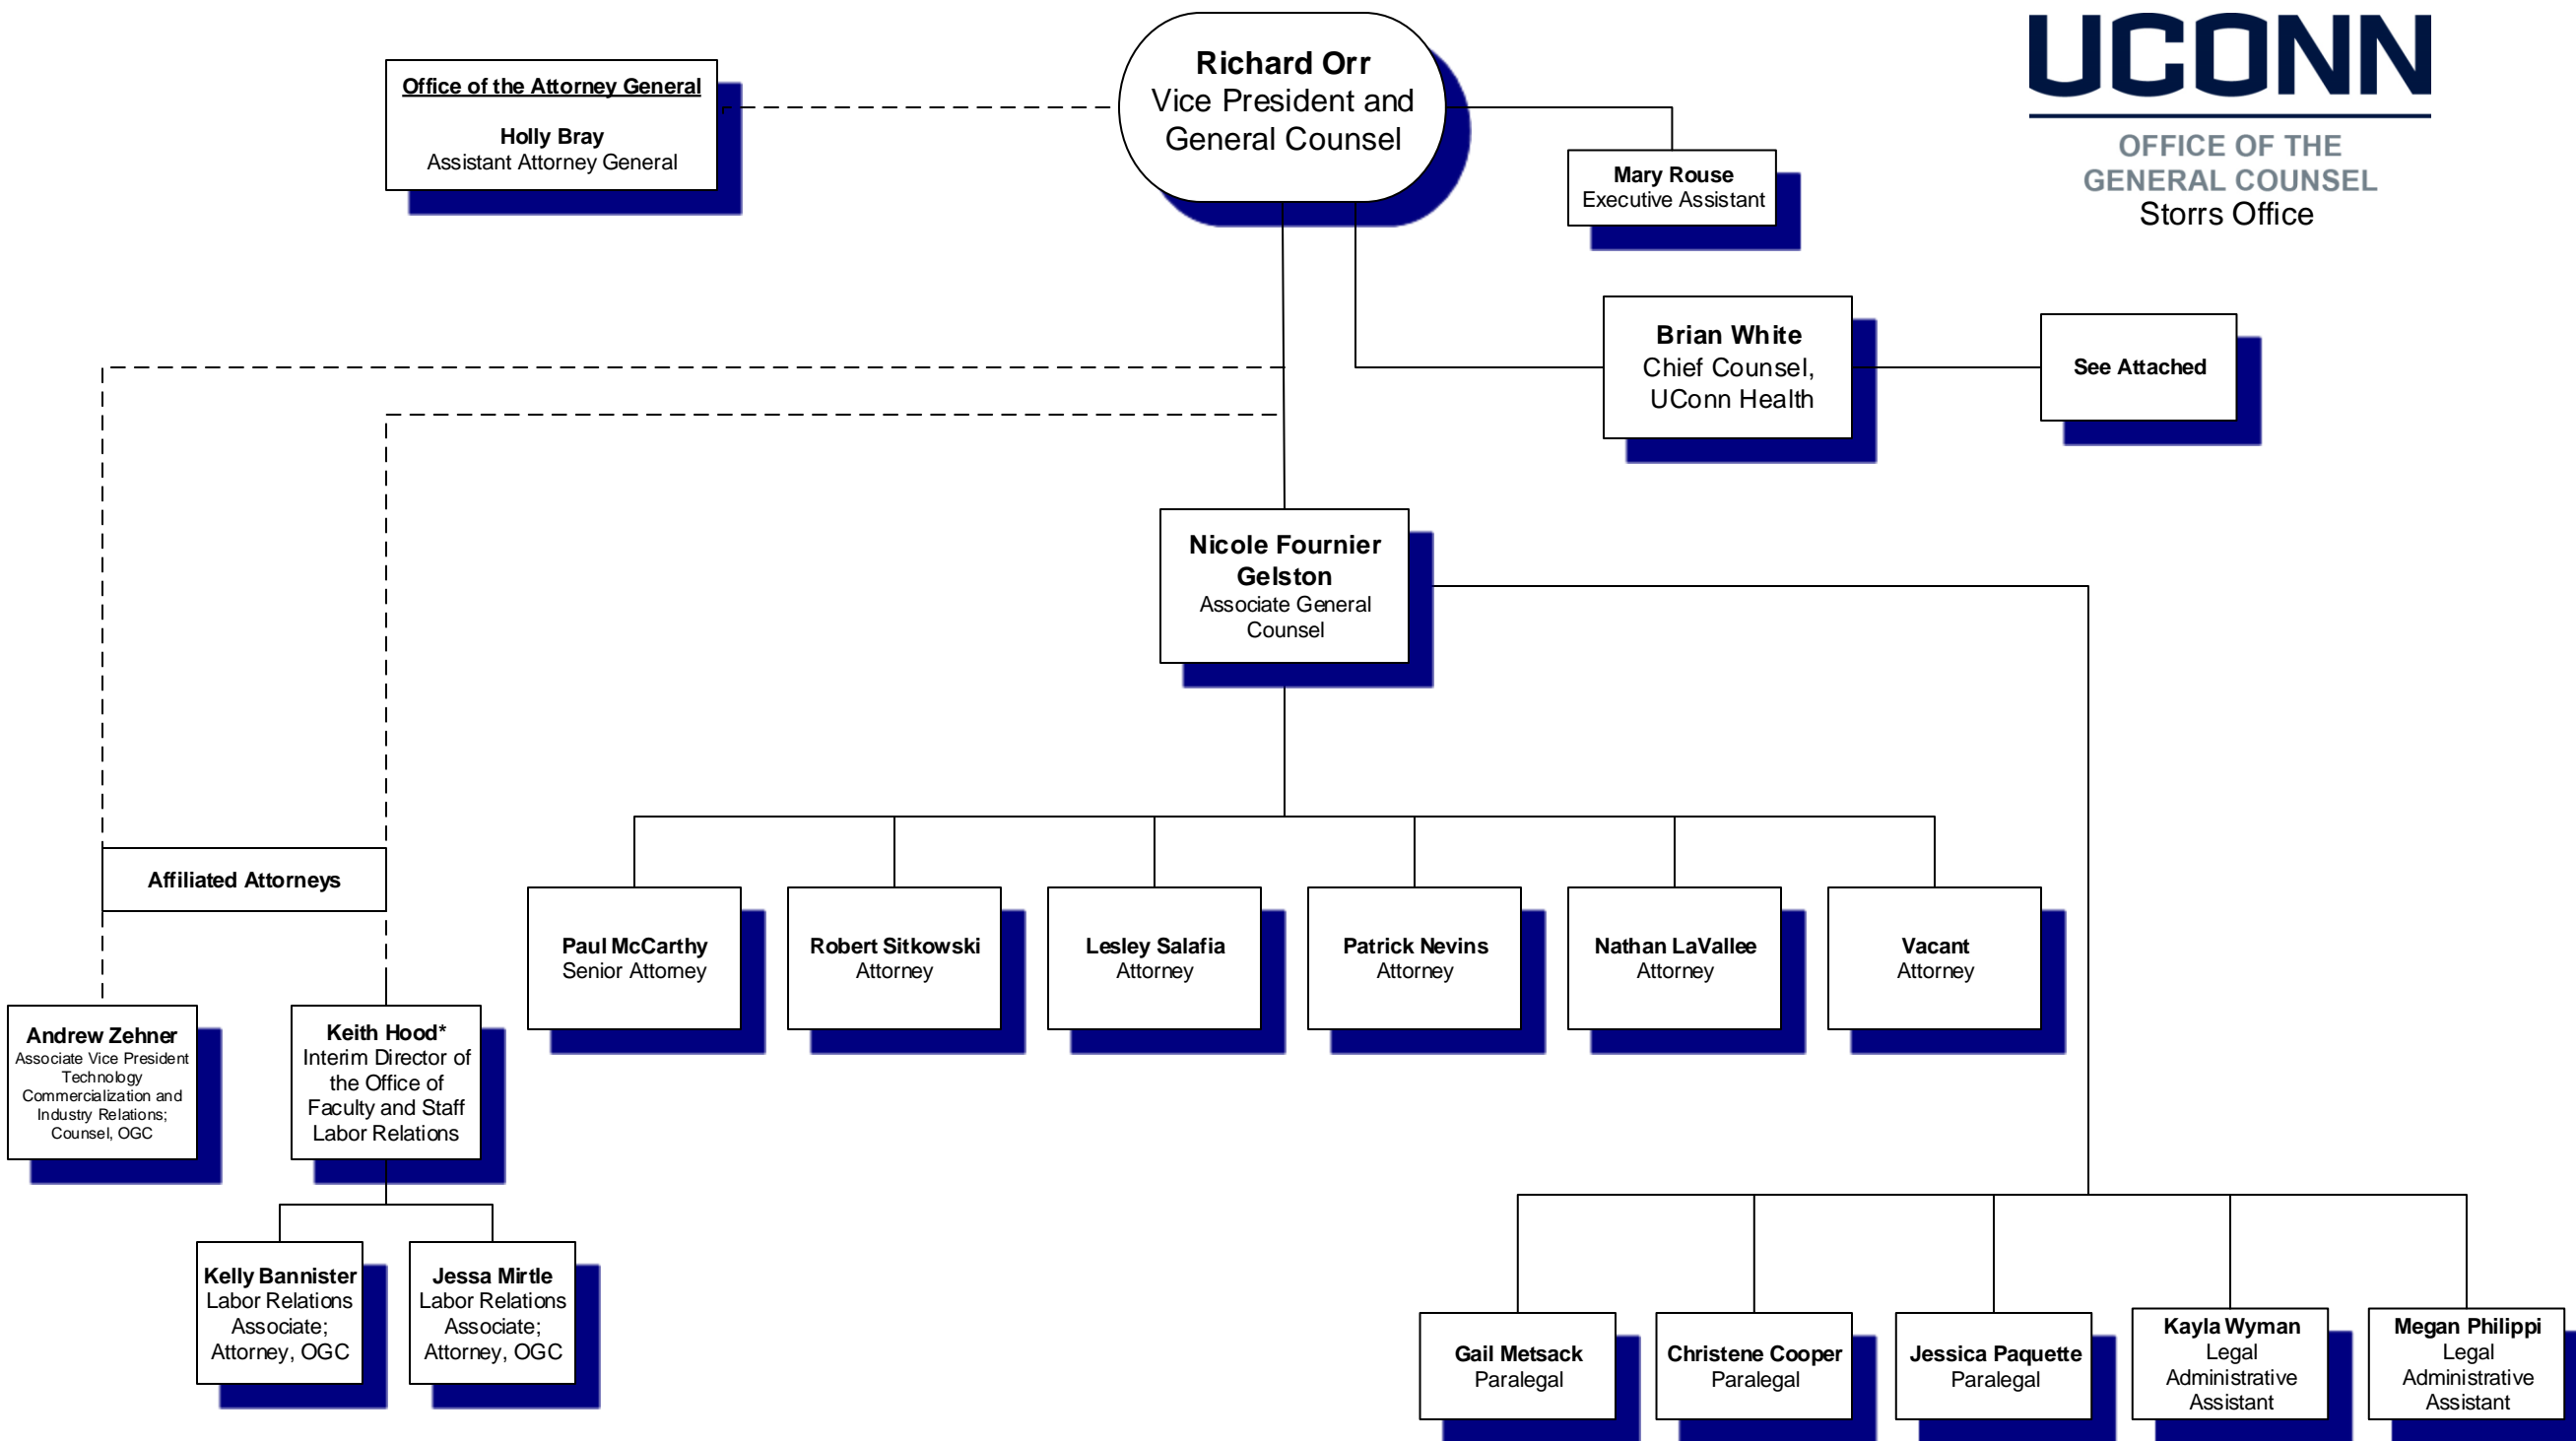 UCONN
OFFICE OF THE
GENERAL COUNSEL
Storrs Office
Richard Orr
Vice President and
General Counsel
Office of the Attorney General
Holly Bray
Assistant Attorney General
Mary Rouse
Executive Assistant
Brian White
Chief Counsel,
UConn Health
See Attached
Nicole Fournier
Gelston
Associate General
Counsel
Affiliated Attorneys
Paul McCarthy
Senior Attorney
Robert Sitkowski
Attorney
Lesley Salafia
Attorney
Patrick Nevins
Attorney
Nathan LaVallee
Attorney
Vacant
Attorney
Andrew Zehner
Associate Vice President
Technology
Commercialization and
Industry Relations;
Counsel, OGC
Keith Hood*
Interim Director of
the Office of
Faculty and Staff
Labor Relations
Kelly Bannister
Labor Relations
Associate;
Attorney, OGC
Jessa Mirtle
Labor Relations
Associate;
Attorney, OGC
Gail Metsack
Paralegal
Christene Cooper
Paralegal
Jessica Paquette
Paralegal
Kayla Wyman
Legal
Administrative
Assistant
Megan Philippi
Legal
Administrative
Assistant